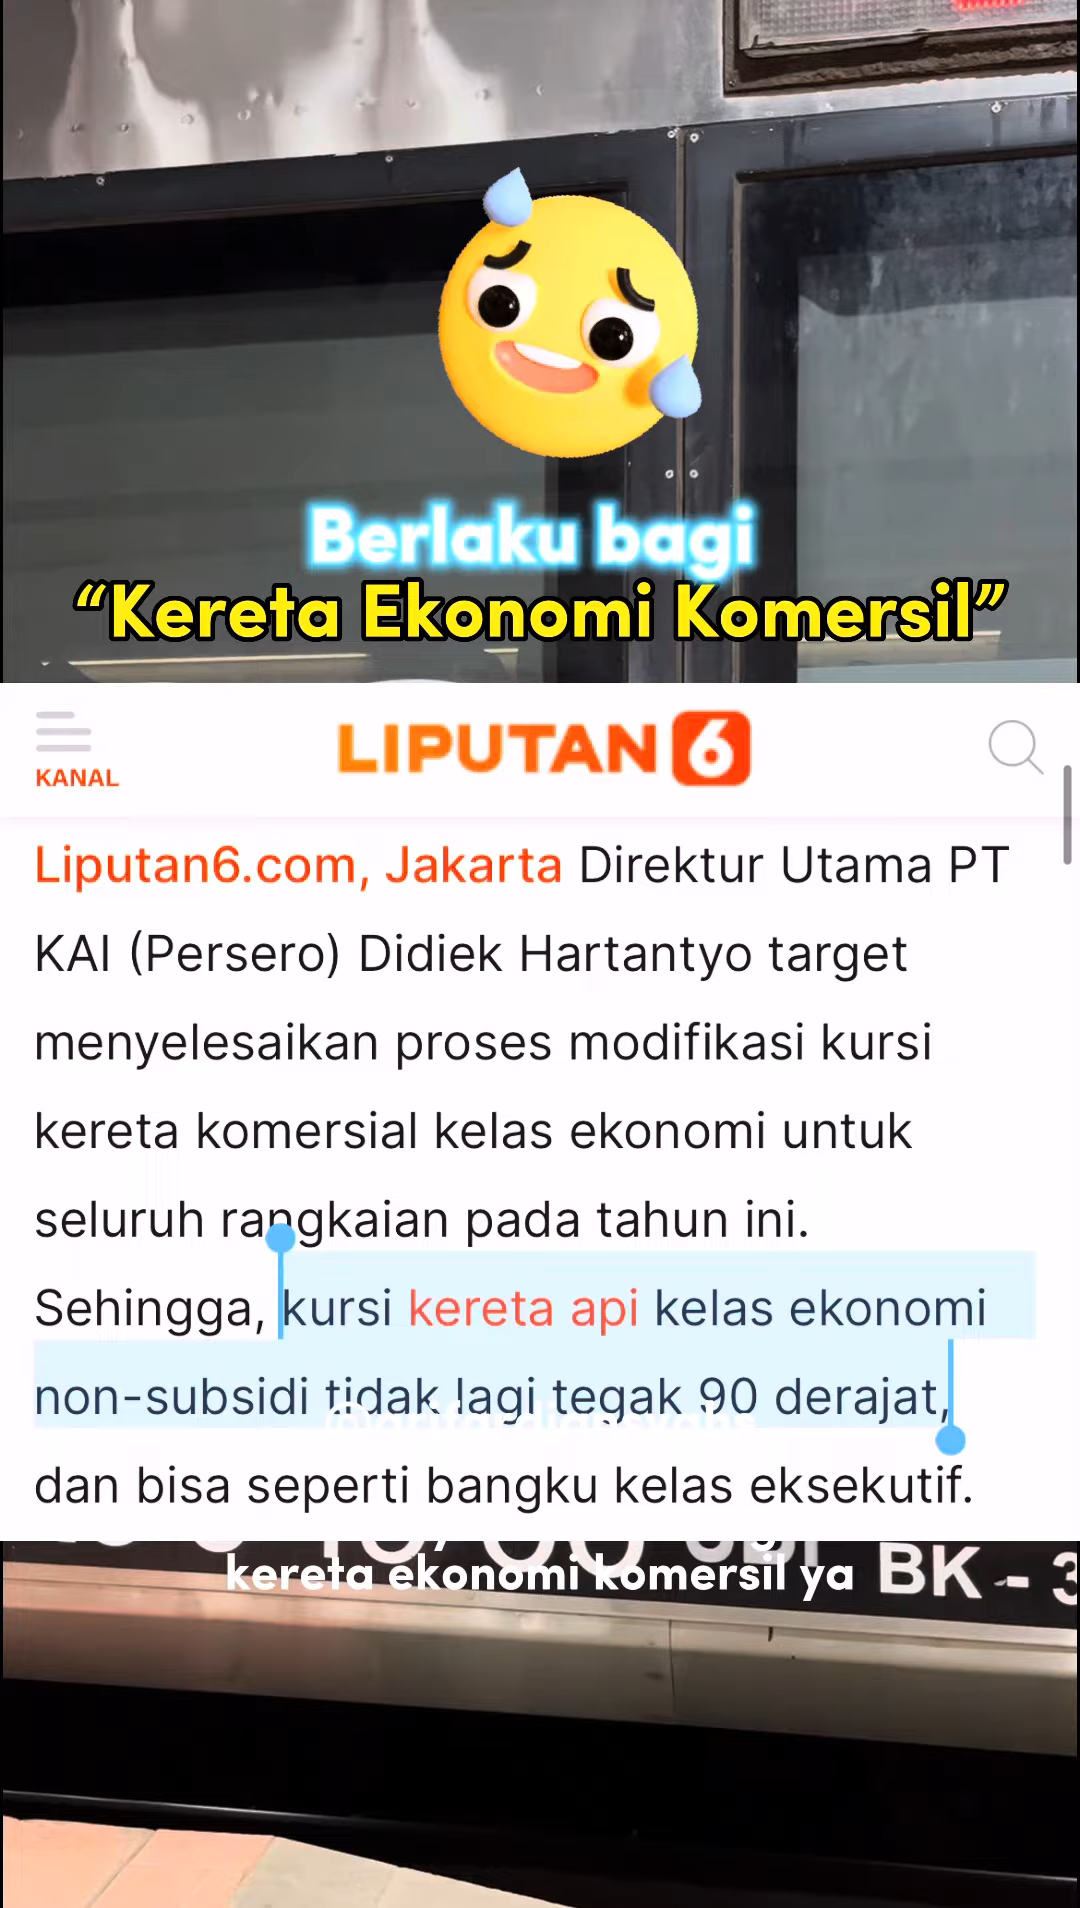 Berlaku bagi
“Kereta Ekonomi Komersil”
KANAL
LIPUTAN 6
Liputan6.com, Jakarta Direktur Utama PT
KAI (Persero) Didiek Hartantyo target
menyelesaikan proses modifikasi kursi
kereta komersial kelas ekonomi untuk
seluruh rangkaian pada tahun ini.
Sehingga, kursi kereta api kelas ekonomi
non-subsidi tidak lagi tegak 90 derajat,
dan bisa seperti bangku kelas eksekutif.
kereta ekonomi komersil ya
BK - 3